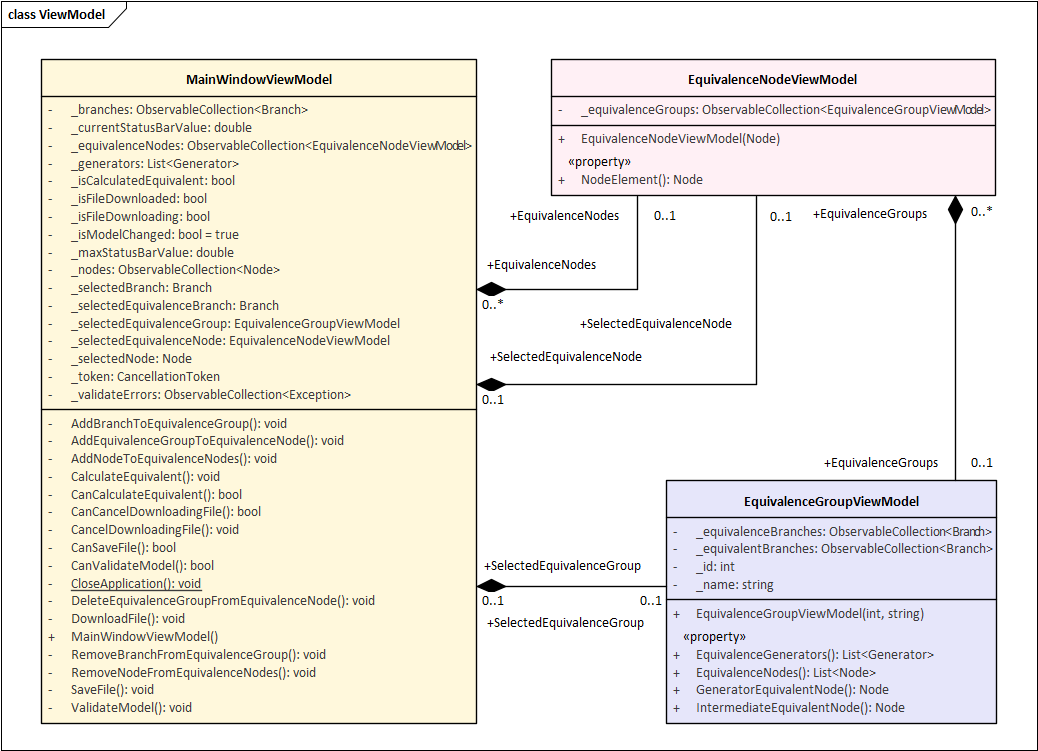 class ViewModel
MainWindowViewModel
- _branches: ObservableCollection<Branch>
- _currentStatusBarValue: double
- _equivalenceNodes: ObservableCollection<EquivalenceNodeViewModel>
- _generators: List<Generator>
- _isCalculatedEquivalent: bool
- _isFileDownloaded: bool
- _isFileDownloading: bool
- _isModelChanged: bool = true
- _maxStatusBarValue: double
- _nodes: ObservableCollection<Node>
- _selectedBranch: Branch
- _selectedEquivalenceBranch: Branch
- _selectedEquivalenceGroup: EquivalenceGroupViewModel
- _selectedEquivalenceNode: EquivalenceNodeViewModel
- _selectedNode: Node
- _token: CancellationToken
- _validateErrors: ObservableCollection<Exception>
- AddBranchToEquivalenceGroup(): void
- AddEquivalenceGroupToEquivalenceNode(): void
- AddNodeToEquivalenceNodes(): void
- CalculateEquivalent(): void
- CanCalculateEquivalent(): bool
- CanCancelDownloadingFile(): bool
- CancelDownloadingFile(): void
- CanSaveFile(): bool
- CanValidateModel(): bool
- CloseApplication(): void
- DeleteEquivalenceGroupFromEquivalenceNode(): void
- DownloadFile(): void
+ MainWindowViewModel()
- RemoveBranchFromEquivalenceGroup(): void
- RemoveNodeFromEquivalenceNodes(): void
- SaveFile(): void
- ValidateModel(): void
EquivalenceNodeViewModel
- _equivalenceGroups: ObservableCollection<EquivalenceGroupViewModel>
+ EquivalenceNodeViewModel(Node)
«property»
+ NodeElement(): Node
+EquivalenceNodes
0..1
0..1
+EquivalenceGroups
0..*
+EquivalenceNodes
0..*
+SelectedEquivalenceNode
+SelectedEquivalenceNode
0..1
+EquivalenceGroups
0..1
EquivalenceGroupViewModel
- _equivalenceBranches: ObservableCollection<Branch>
- _equivalentBranches: ObservableCollection<Branch>
- _id: int
- _name: string
+ EquivalenceGroupViewModel(int, string)
«property»
+ EquivalenceGenerators(): List<Generator>
+ EquivalenceNodes(): List<Node>
+ GeneratorEquivalentNode(): Node
+ IntermediateEquivalentNode(): Node
+SelectedEquivalenceGroup
0..1
0..1
+SelectedEquivalenceGroup